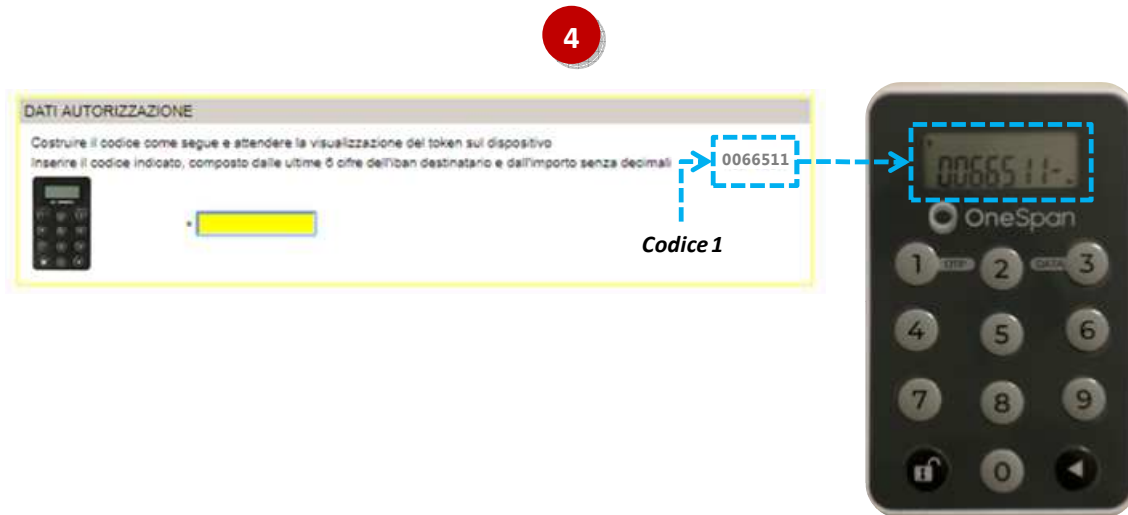 4
DATI AUTORIZZAZIONE
Costruire il codice come segue e attendere la visualizzazione del token sul dispositivo
Inserire il codice indicato, composto dalle ultime 6 cifre dell'iban destinatario e dall'importo senza decimali
0066511
*
Codice 1
0066511-
OneSpan
1 OTP 2 DATA 3
4 5 6
7 8 9
0